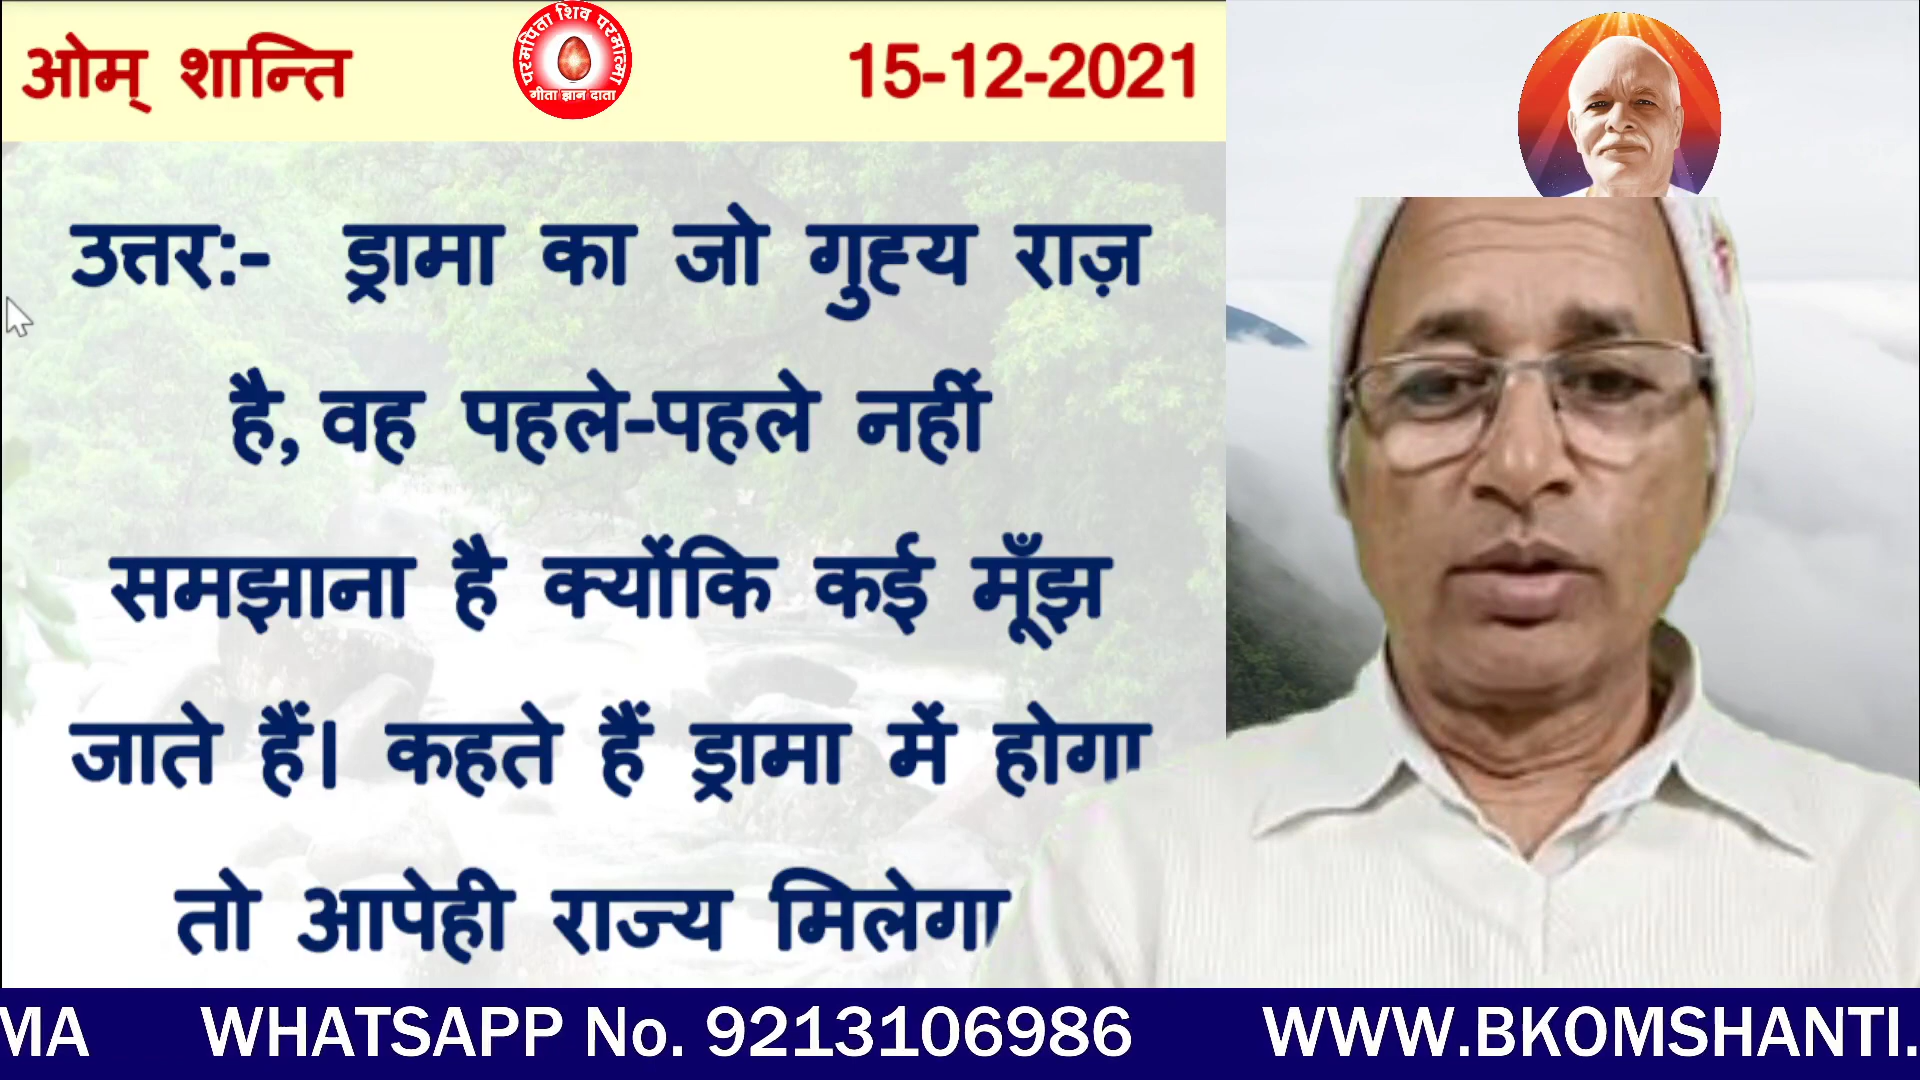 ओम् शान्ति
परमपिता शिव परमात्मा
गीता ज्ञान दाता
15-12-2021
उत्तर:- ड्रामा का जो गुह्य राज़
है, वह पहले-पहले नहीं
समझाना है क्योंकि कई मूँझ
जाते हैं। कहते हैं ड्रामा में होगा
तो आपेही राज्य मिलेगा
MA WHATSAPP No. 9213106986 WWW.BKOMSHANTI.